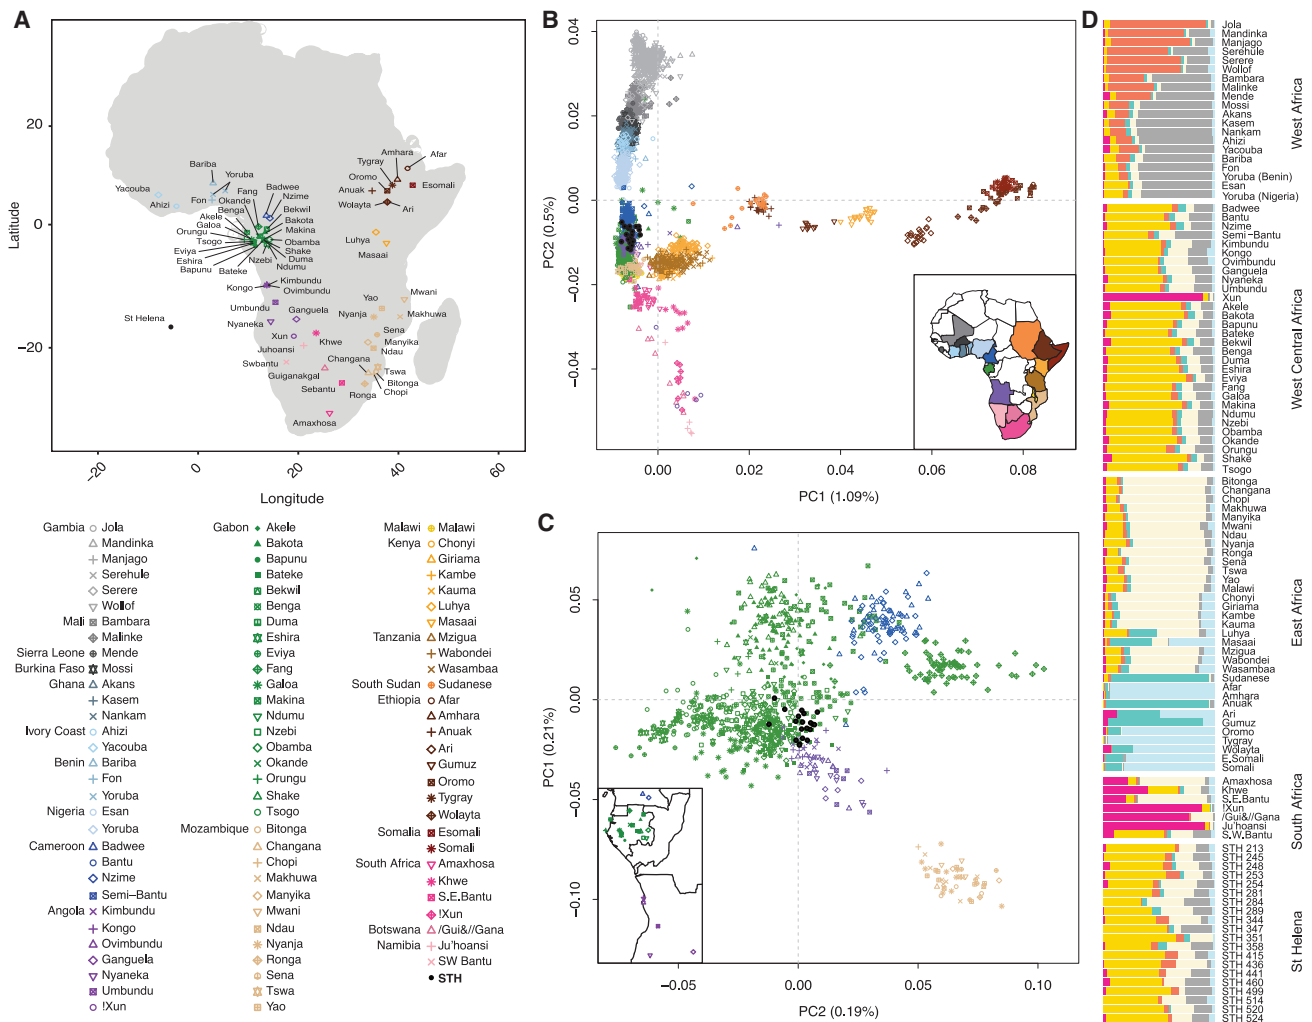 A
20
0
−20
Latitude
−20
0
20
40
60
Longitude
Bariba
Yoruba
Yacouba
Ahizi
Fon
Fang
Okande
Benga
Akele
Galoa
Orungu
Tsogo
Eviya
Eshira
Bapunu
Bateke
Badwee
Nzime
Bekwil
Bakota
Makina
Obamba
Shake
Duma
Nzebi
Ndumu
Amhara
Afar
Tygray
Oromo
Anuak
Esomali
Wolayta
Ari
Luhya
Masaai
Kongo
Kimbundu
Ovimbundu
Umbundu
Ganguela
Nyaneka
Xun
Juhoansi
Khwe
Swbantu
Guiganakgal
Sebantu
Amaxhosa
Yao
Mwani
Nyanja
Makhuwa
Sena
Manyika
Ndau
Changana
Tswa
Bitonga
Chopi
Ronga
St Helena
B
0.04
0.02
0.00
−0.02
−0.04
PC2 (0.5%)
0.00
0.02
0.04
0.06
0.08
PC1 (1.09%)
C
0.05
0.00
−0.05
−0.10
PC1 (0.21%)
−0.05
0.00
0.05
0.10
PC2 (0.19%)
Gambia Jola
Mandinka
Manjago
Serehule
Serere
Wollof
Mali Bambara
Malinke
Sierra Leone Mende
Burkina Faso Mossi
Ghana Akans
Kasem
Nankam
Ivory Coast Ahizi
Yacouba
Benin Bariba
Fon
Yoruba
Nigeria Esan
Yoruba
Cameroon Badwee
Bantu
Nzime
Semi−Bantu
Angola Kimbundu
Kongo
Ovimbundu
Ganguela
Nyaneka
Umbundu
!Xun
Gabon Akele
Bakota
Bapunu
Bateke
Bekwil
Benga
Duma
Eshira
Eviya
Fang
Galoa
Makina
Ndumu
Nzebi
Obamba
Okande
Orungu
Shake
Tsogo
Mozambique Bitonga
Changana
Chopi
Makhuwa
Manyika
Mwani
Ndau
Nyanja
Ronga
Sena
Tswa
Yao
Malawi Malawi
Kenya Chonyi
Giriama
Kambe
Kauma
Luhya
Masaai
Tanzania Mzigua
Wabondei
Wasambaa
South Sudan Sudanese
Ethiopia Afar
Amhara
Anuak
Ari
Gumuz
Oromo
Tygray
Wolayta
Somalia Esomali
Somali
South Africa Amaxhosa
Khwe
S.E.Bantu
!Xun
Botswana /Gui&//Gana
Namibia Ju'hoansi
SW Bantu
STH
D
Jola
Mandinka
Manjago
Serehule
Serere
Wollof
Bambara
Malinke
Mende
Mossi
Akans
Kasem
Nankam
Ahizi
Yacouba
Bariba
Fon
Yoruba (Benin)
Esan
Yoruba (Nigeria)
West Africa
Badwee
Bantu
Nzime
Semi−Bantu
Kimbundu
Kongo
Ovimbundu
Ganguela
Nyaneka
Umbundu
Xun
Akele
Bakota
Bapunu
Bateke
Bekwil
Benga
Duma
Eshira
Eviya
Fang
Galoa
Makina
Ndumu
Nzebi
Obamba
Okande
Orungu
Shake
Tsogo
West Central Africa
Bitonga
Changana
Chopi
Makhuwa
Manyika
Mwani
Ndau
Nyanja
Ronga
Sena
Tswa
Yao
Malawi
Chonyi
Giriama
Kambe
Kauma
Luhya
Masaai
Mzigua
Wabondei
Wasambaa
Sudanese
Afar
Amhara
Anuak
Ari
Gumuz
Oromo
Tygray
Wolayta
E.Somali
Somali
East Africa
Amaxhosa
Khwe
S.E.Bantu
!Xun
/Gui&//Gana
Ju'hoansi
S.W.Bantu
South Africa
STH 213
STH 245
STH 248
STH 253
STH 254
STH 281
STH 284
STH 289
STH 344
STH 347
STH 351
STH 358
STH 415
STH 436
STH 441
STH 460
STH 499
STH 514
STH 520
STH 524
St Helena